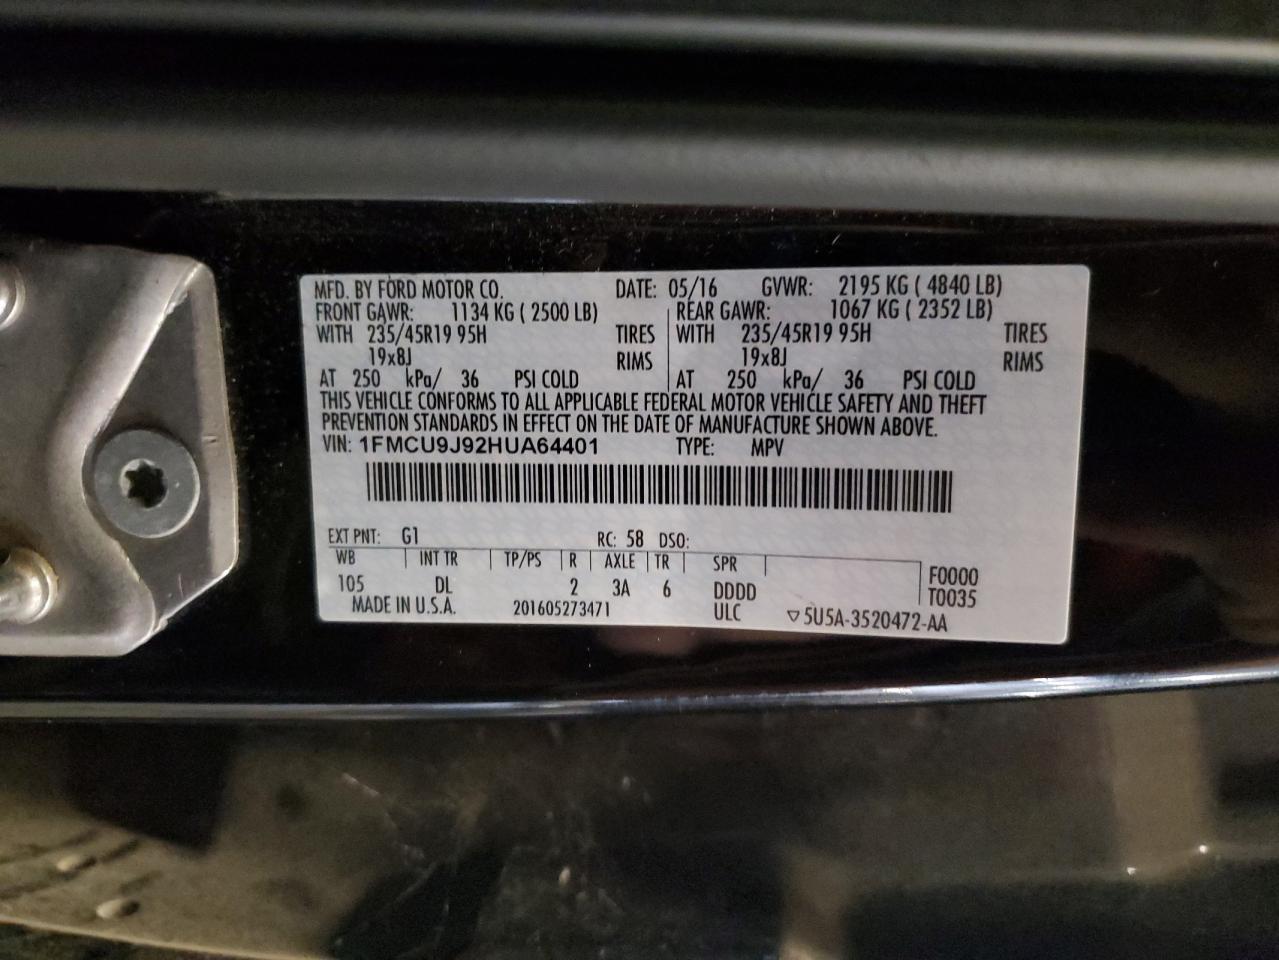 MFD. BY FORD MOTOR CO. DATE: 05/16 GVWR: 2195 KG ( 4840 LB)
FRONT GAWR: 1134 KG ( 2500 LB) REAR GAWR: 1067 KG ( 2352 LB)
WITH 235/45R19 95H TIRES WITH 235/45R19 95H TIRES
19x8J RIMS 19x8J RIMS
AT 250 kPa/ 36 PSI COLD AT 250 kPa/ 36 PSI COLD
THIS VEHICLE CONFORMS TO ALL APPLICABLE FEDERAL MOTOR VEHICLE SAFETY AND THEFT
PREVENTION STANDARDS IN EFFECT ON THE DATE OF MANUFACTURE SHOWN ABOVE.
VIN: 1FMCU9J92HUA64401 TYPE: MPV
EXT PNT: G1 RC: 58 DSO:
WB INT TR TP/PS R AXLE TR SPR
105 DL 2 3A 6 DDDD F0000
MADE IN U.S.A. 201605273471 ULC T0035
▽5U5A-3520472-AA